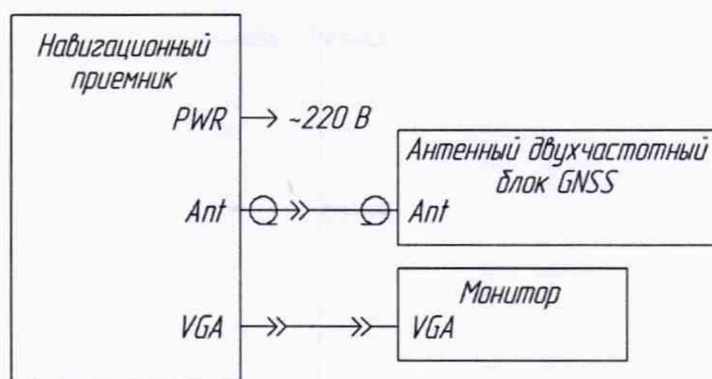 Навигационный
приемник
PWR
~220 В
Антенный двухчастотный
блок GNSS
Ant
Ant
Монитор
VGA
VGA